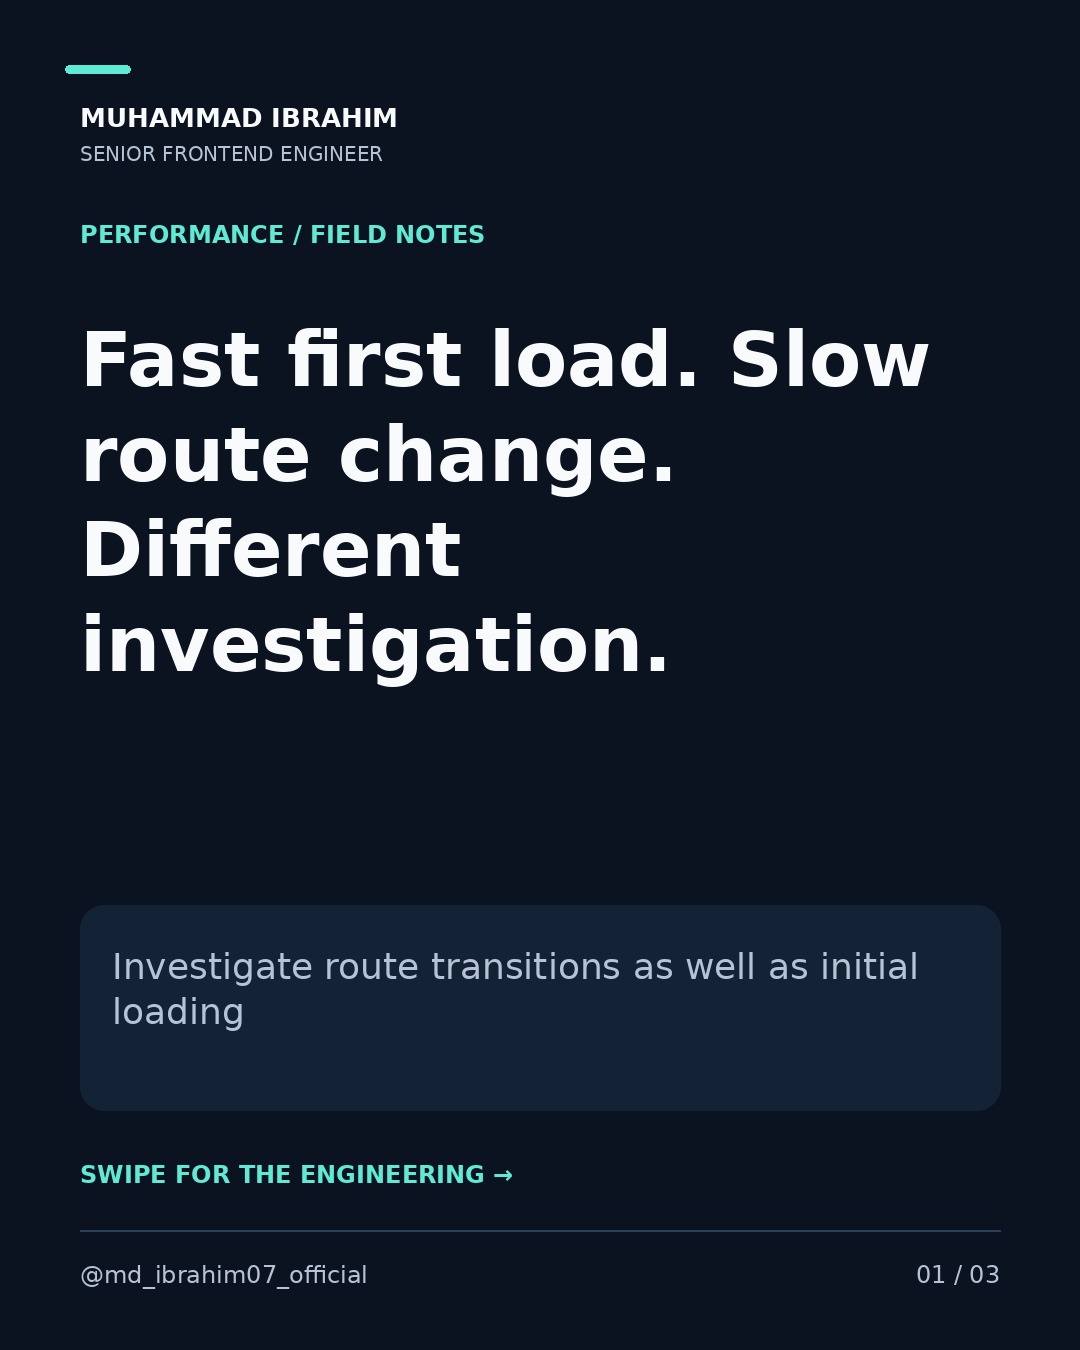 MUHAMMAD IBRAHIM
SENIOR FRONTEND ENGINEER
PERFORMANCE / FIELD NOTES
Fast first load. Slow
route change.
Different
investigation.
Investigate route transitions as well as initial
loading
SWIPE FOR THE ENGINEERING →
@md_ibrahim07_official
01 / 03